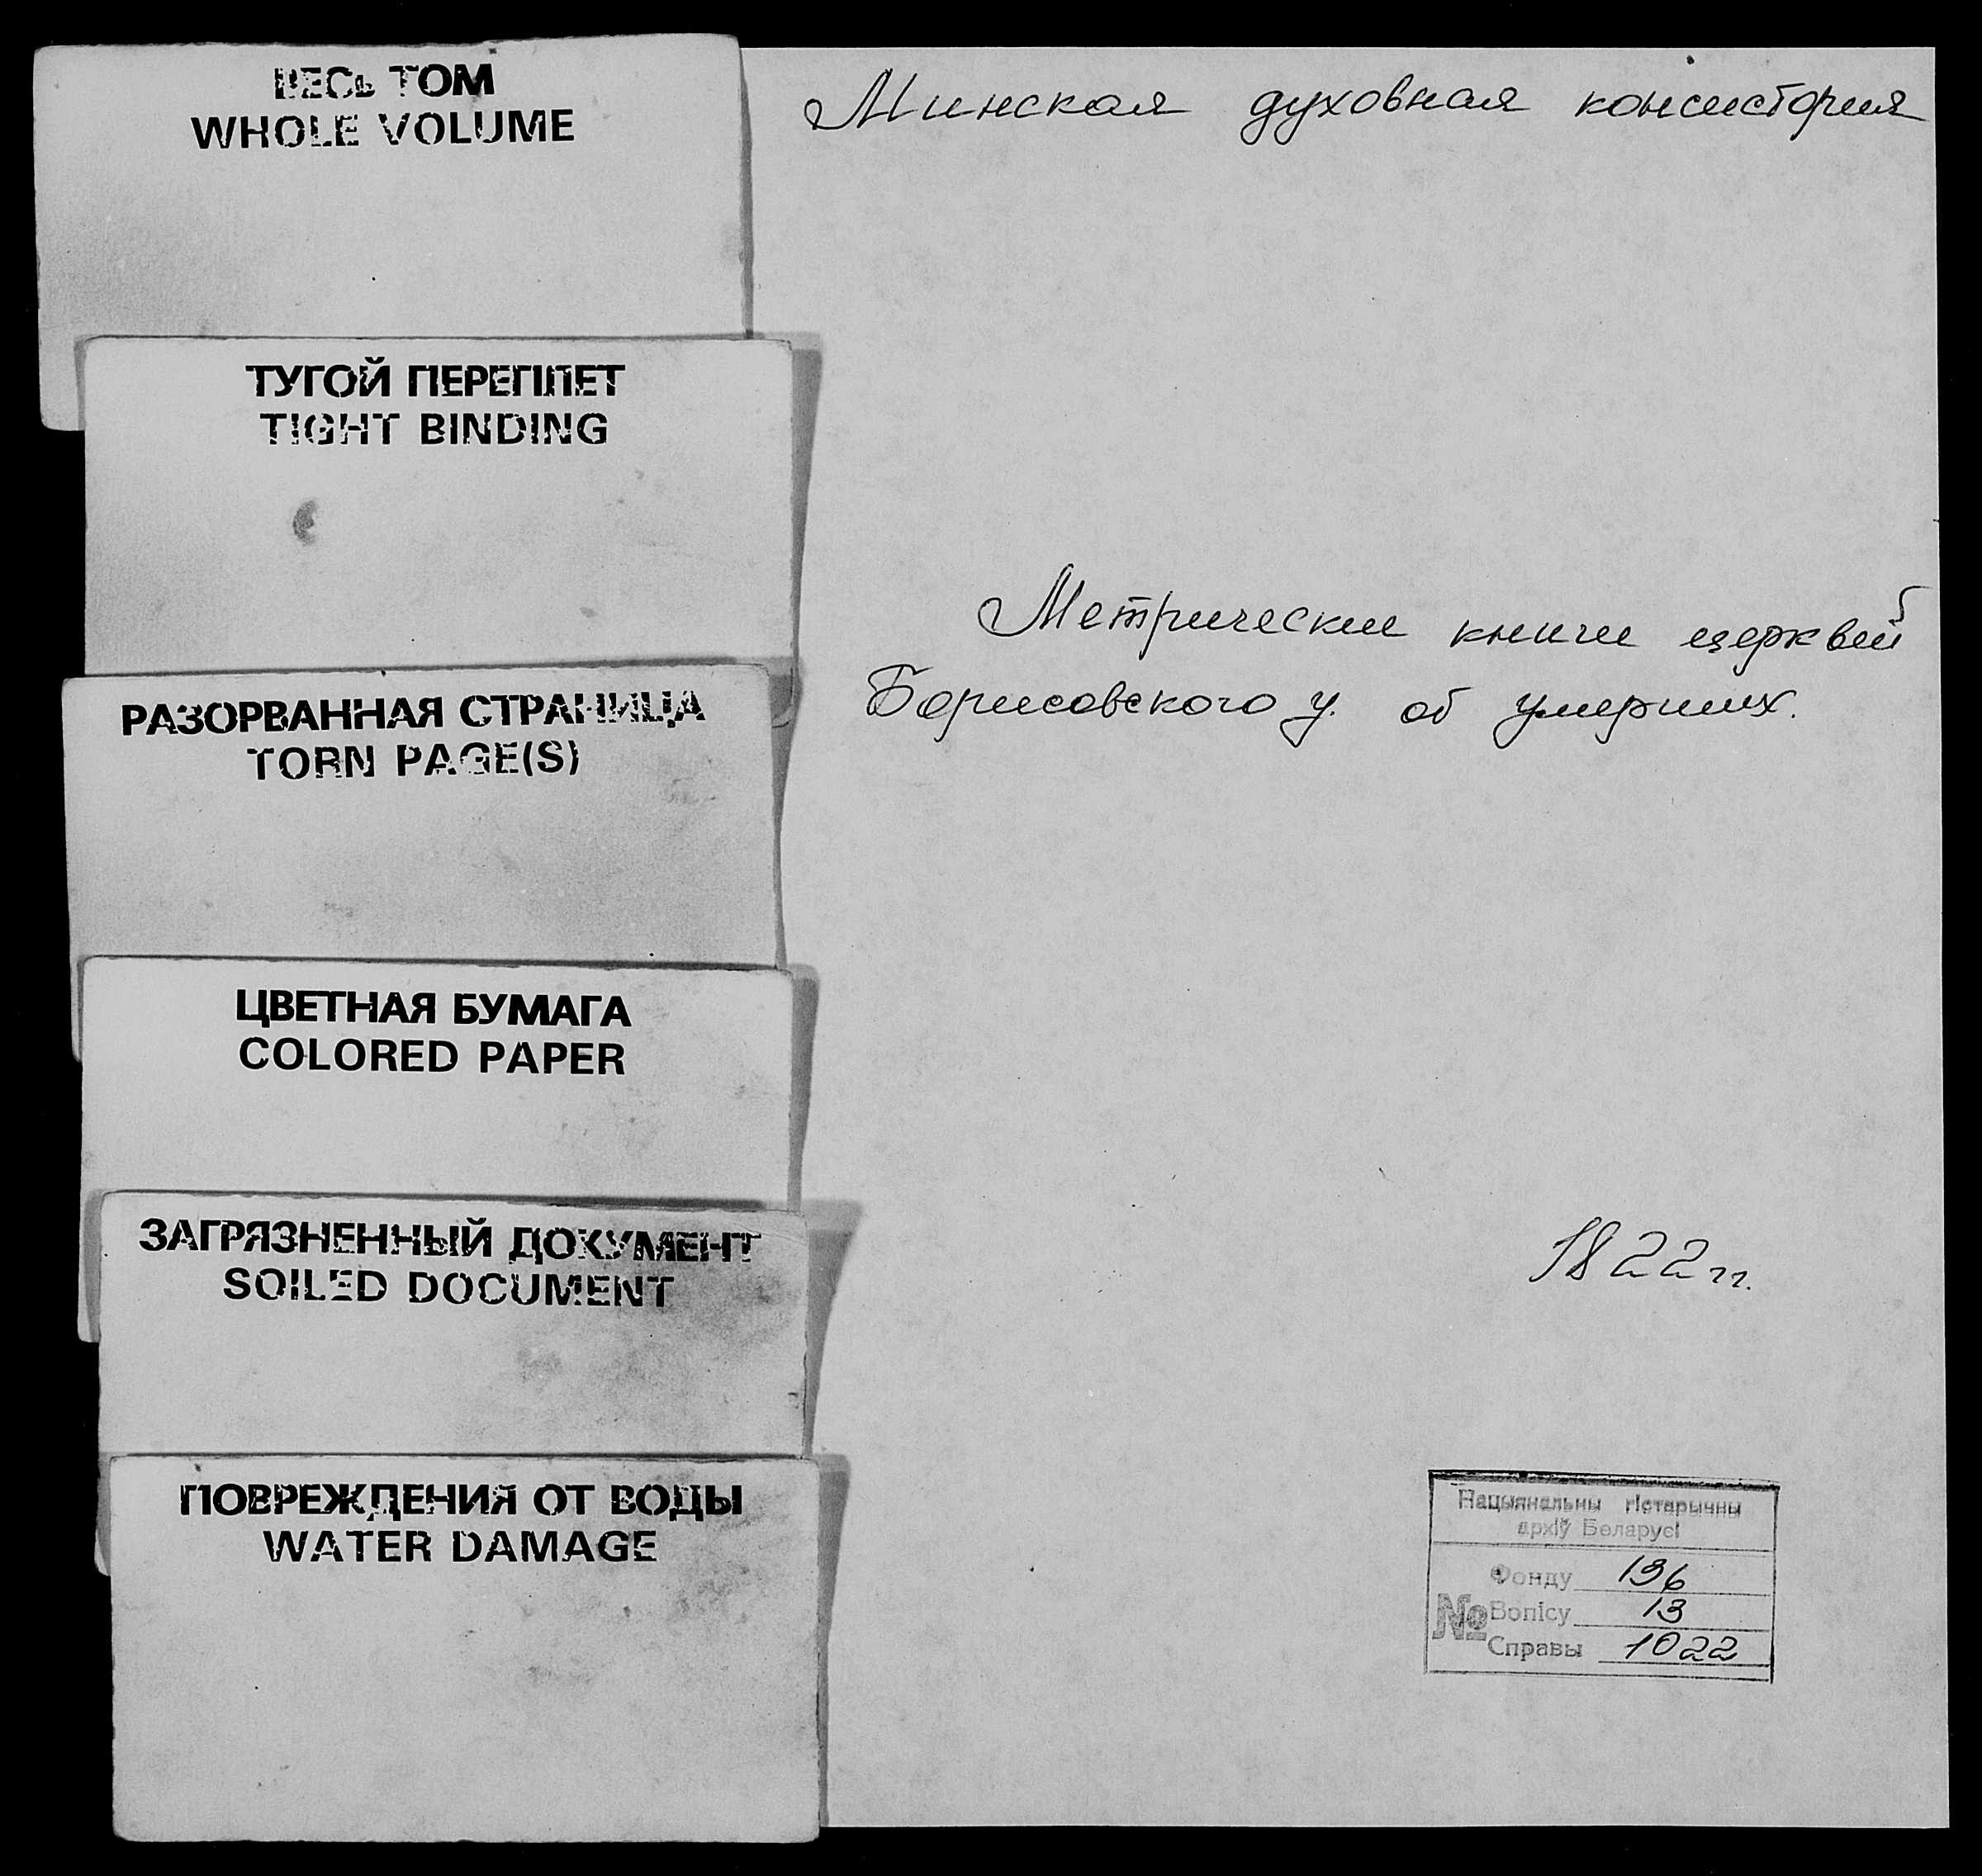 ВЕСЬ ТОМ
WHOLE VOLUME
ТУГОЙ ПЕРЕПЛЕТ
TIGHT BINDING
РАЗОРВАННАЯ СТРАНИЦА
TORN PAGE(S)
ЦВЕТНАЯ БУМАГА
COLORED PAPER
ЗАГРЯЗНЕННЫЙ ДОКУМЕНТ
SOILED DOCUMENT
ПОВРЕЖДЕНИЯ ОТ ВОДЫ
WATER DAMAGE
Минская духовная консистория
Метрические книги церквей
Борисовского у. об умерших.
1822 гг.
Нацыянальны гістарычны
архіў Беларусі
Фонду 136
№ Вопісу 13
Справы 1022